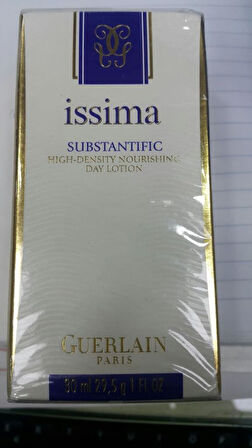 issima
SUBSTANTIFIC
HIGH-DENSITY NOURISHING
DAY LOTION
GUERLAIN
PARIS
30 ml 29,5 g 1 FL OZ